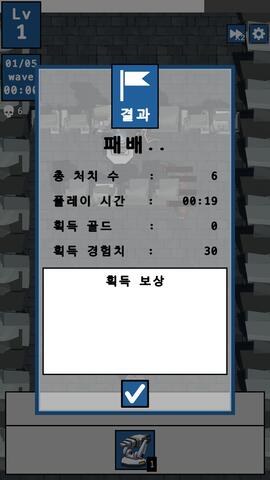 Lv
1
01/05
wave
00:00
6
결과
패배..
총 처치 수 : 6
플레이 시간 : 00:19
획득 골드 : 0
획득 경험치 : 30
획득 보상
1